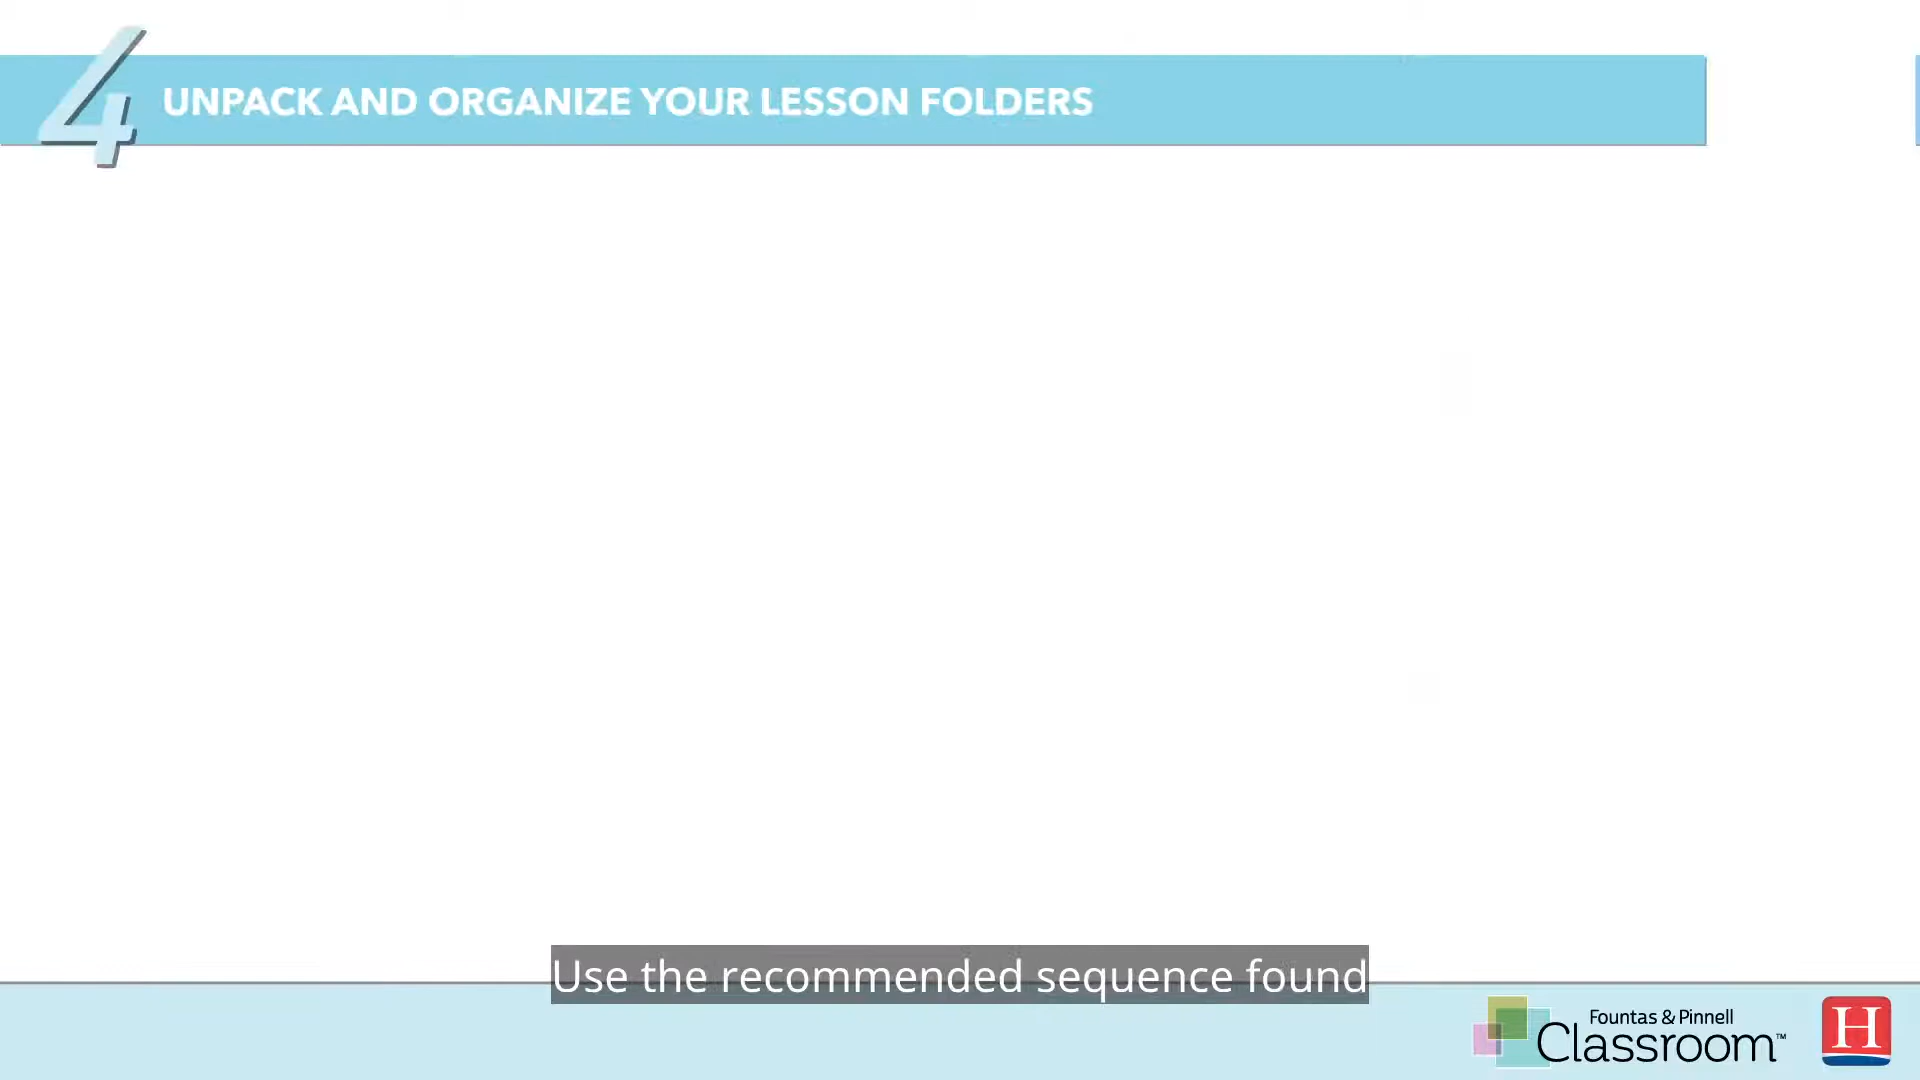 4
UNPACK AND ORGANIZE YOUR LESSON FOLDERS
Use the recommended sequence found
Fountas & Pinnell
Classroom™
H